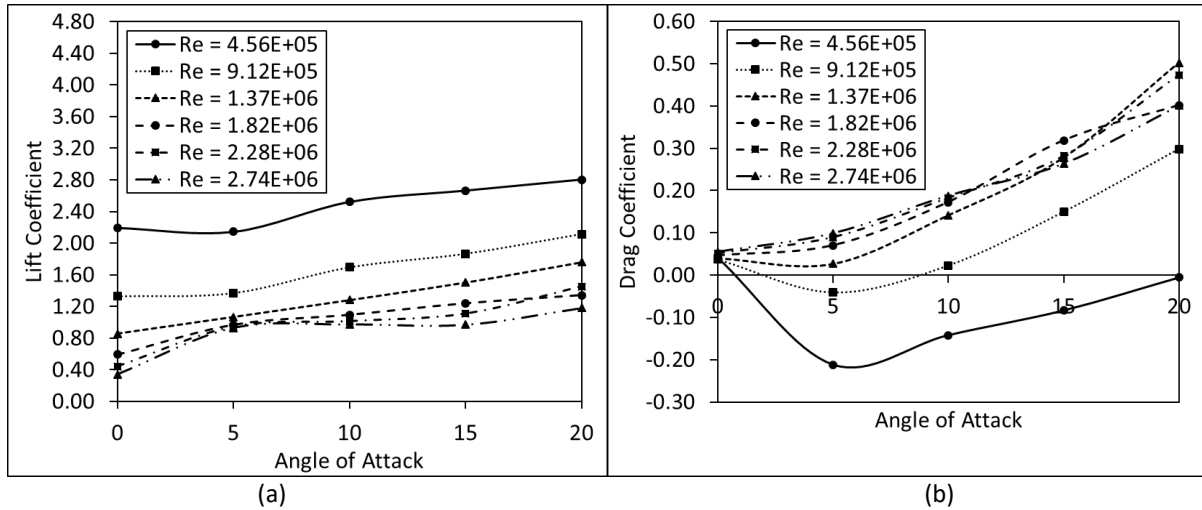 4.80
4.40
4.00
3.60
3.20
2.80
2.40
2.00
1.60
1.20
0.80
0.40
0.00
Lift Coefficient
Re = 4.56E+05
Re = 9.12E+05
Re = 1.37E+06
Re = 1.82E+06
Re = 2.28E+06
Re = 2.74E+06
0 5 10 15 20
Angle of Attack
(a)
0.60
0.50
0.40
0.30
0.20
0.10
0.00
-0.10
-0.20
-0.30
Drag Coefficient
Re = 4.56E+05
Re = 9.12E+05
Re = 1.37E+06
Re = 1.82E+06
Re = 2.28E+06
Re = 2.74E+06
0 5 10 15 20
Angle of Attack
(b)